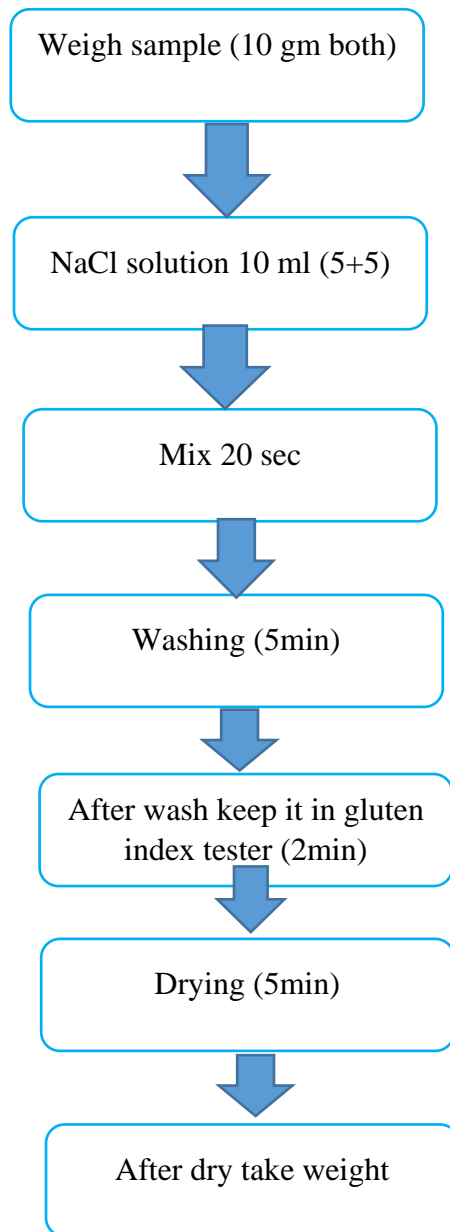 Weigh sample (10 gm both)
NaCl solution 10 ml (5+5)
Mix 20 sec
Washing (5min)
After wash keep it in gluten
index tester (2min)
Drying (5min)
After dry take weight